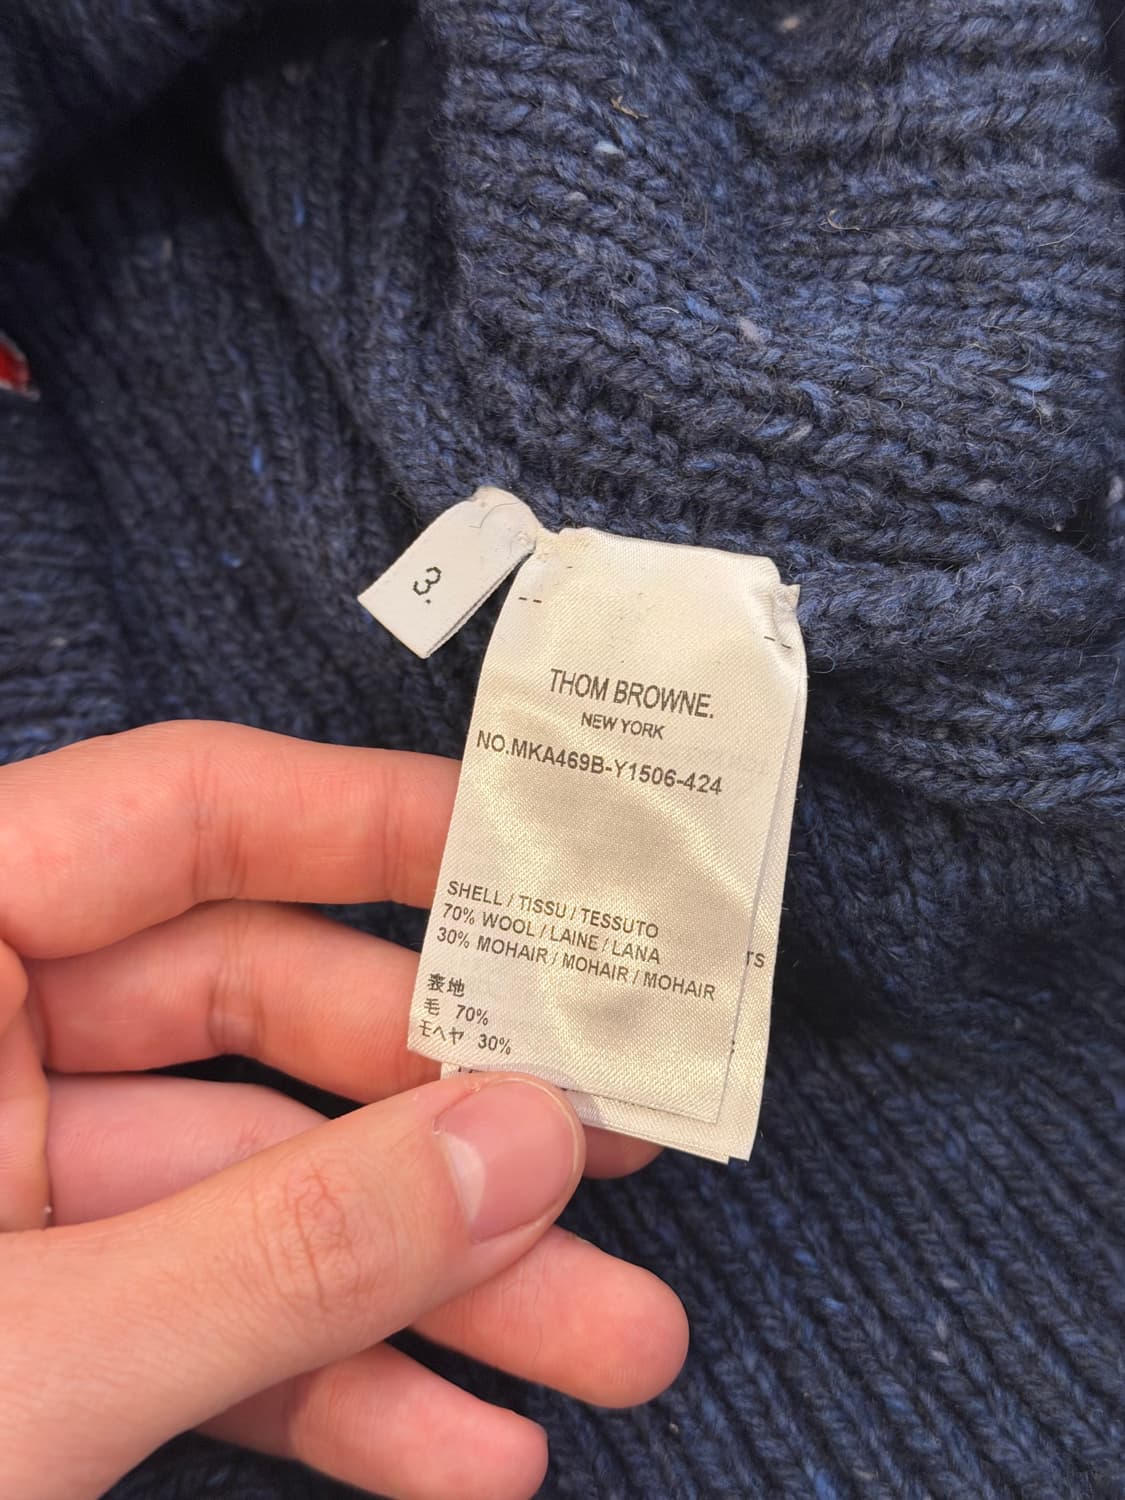 3.
THOM BROWNE.
NEW YORK
NO.MKA469B-Y1506-424
SHELL / TISSU / TESSUTO
70% WOOL / LAINE / LANA
30% MOHAIR / MOHAIR / MOHAIR
表地
毛 70%
モヘヤ 30%